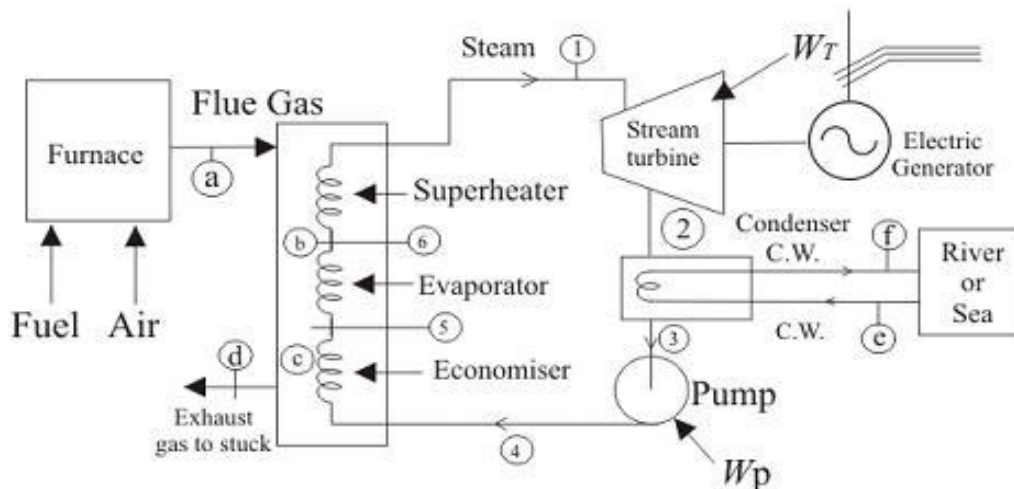 Steam
1
W_T
Flue Gas
Furnace
a
Stream
turbine
Electric
Generator
Superheater
b
6
2
Condenser
C.W.
f
River
or
Sea
Evaporator
Fuel
Air
5
C.W.
e
3
c
d
Economiser
Pump
Exhaust
gas to stuck
4
Wp